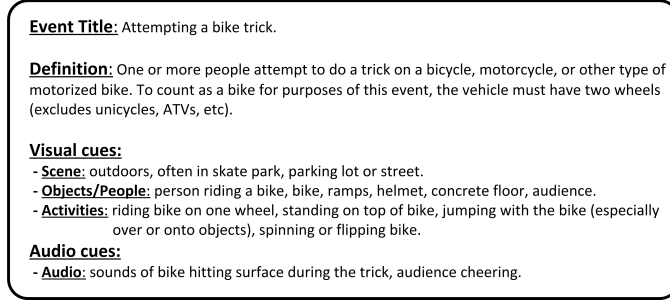 Event Title: Attempting a bike trick.
Definition: One or more people attempt to do a trick on a bicycle, motorcycle, or other type of
motorized bike. To count as a bike for purposes of this event, the vehicle must have two wheels
(excludes unicycles, ATVs, etc).
Visual cues:
- Scene: outdoors, often in skate park, parking lot or street.
- Objects/People: person riding a bike, bike, ramps, helmet, concrete floor, audience.
- Activities: riding bike on one wheel, standing on top of bike, jumping with the bike (especially
over or onto objects), spinning or flipping bike.
Audio cues:
- Audio: sounds of bike hitting surface during the trick, audience cheering.